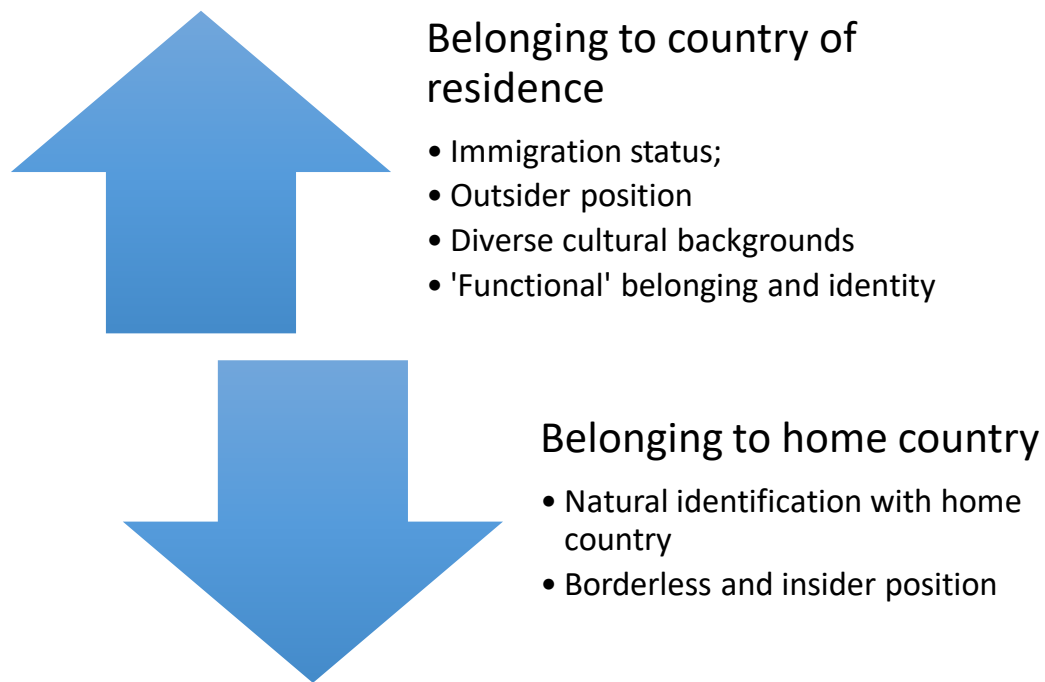 Belonging to country of
residence
• Immigration status;
• Outsider position
• Diverse cultural backgrounds
• 'Functional' belonging and identity
Belonging to home country
• Natural identification with home
country
• Borderless and insider position